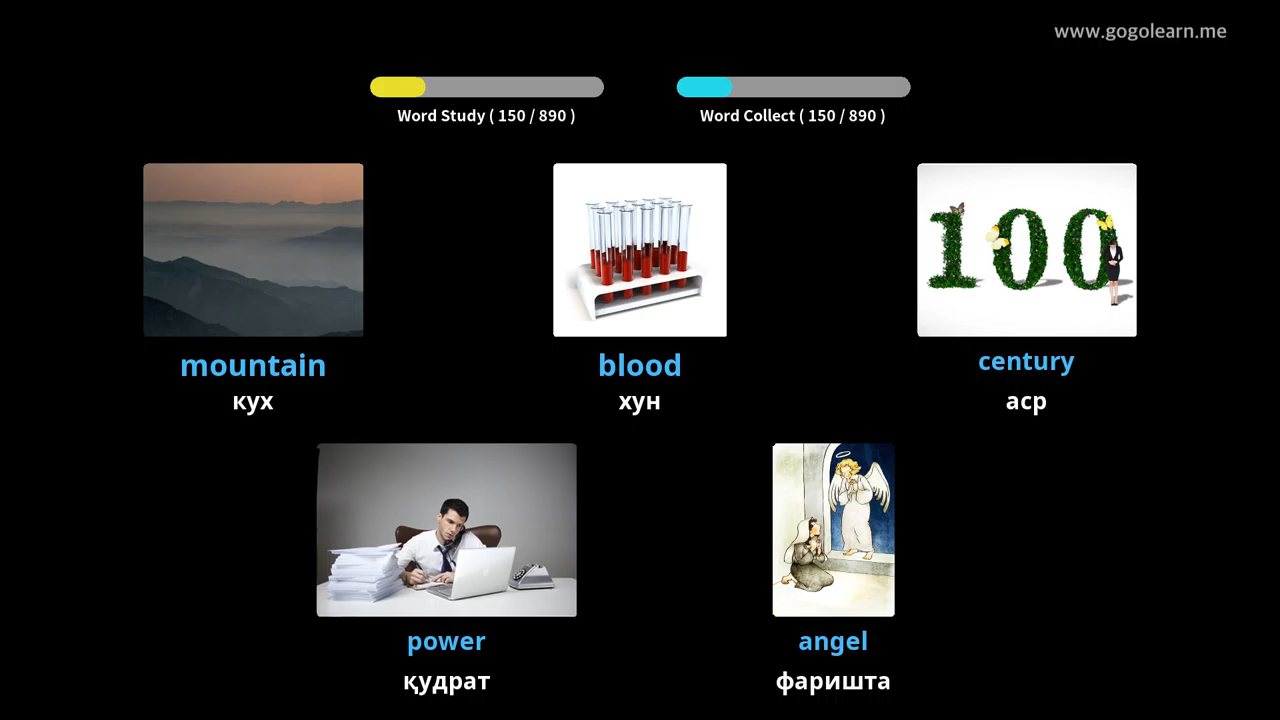 www.gogolearn.me
Word Study ( 150 / 890 )
Word Collect ( 150 / 890 )
mountain
кух
blood
хун
century
аср
power
қудрат
angel
фаришта